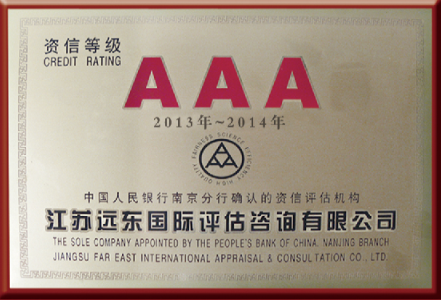 资信等级
CREDIT RATING
AAA
2013年~2014年
中国人民银行南京分行确认的资信评估机构
江苏远东国际评估咨询有限公司
THE SOLE COMPANY APPOINTED BY THE PEOPLE'S BANK OF CHINA. NANJING BRANCH
JIANGSU FAR EAST INTERNATIONAL APPRAISAL & CONSULTATION CO., LTD.